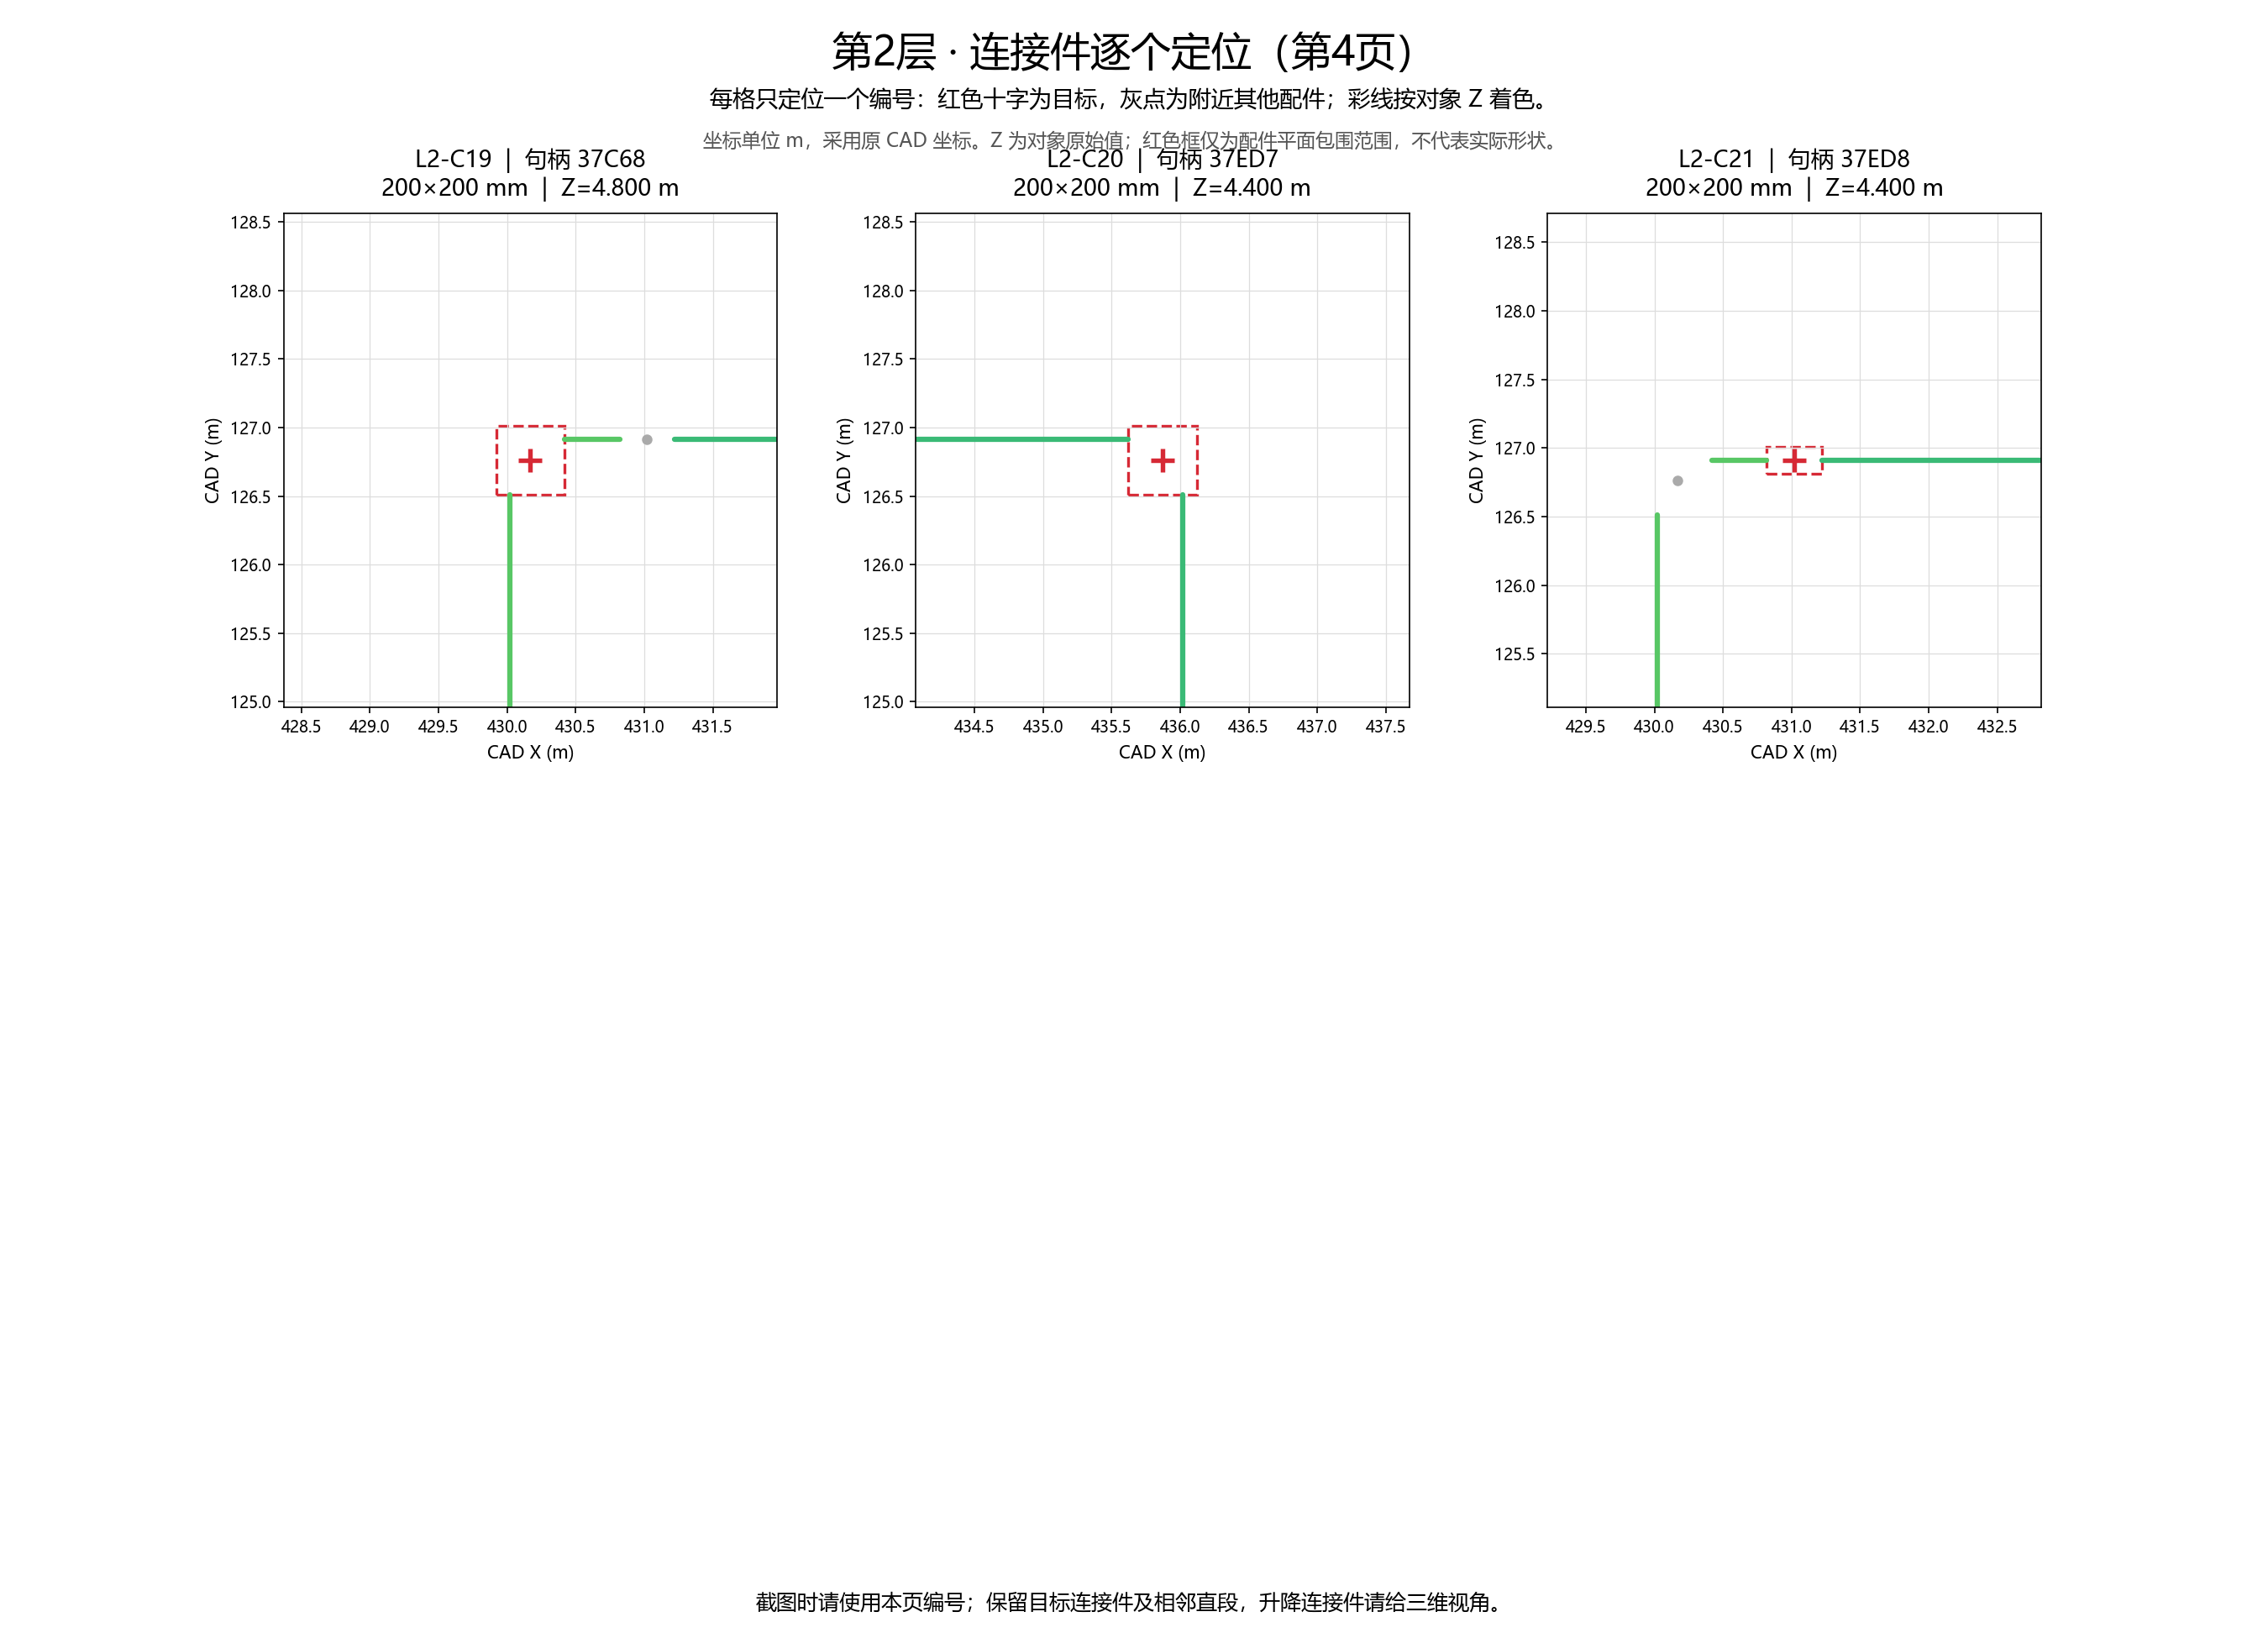 第2层 · 连接件逐个定位（第4页）
每格只定位一个编号：红色十字为目标，灰点为附近其他配件；彩线按对象 Z 着色。
坐标单位 m，采用原 CAD 坐标。Z 为对象原始值；红色框仅为配件平面包围范围，不代表实际形状。
L2-C19 | 句柄 37C68
200×200 mm | Z=4.800 m
128.5
128.0
127.5
127.0
126.5
126.0
125.5
125.0
CAD Y (m)
428.5 429.0 429.5 430.0 430.5 431.0 431.5
CAD X (m)
L2-C20 | 句柄 37ED7
200×200 mm | Z=4.400 m
128.5
128.0
127.5
127.0
126.5
126.0
125.5
125.0
CAD Y (m)
434.5 435.0 435.5 436.0 436.5 437.0 437.5
CAD X (m)
L2-C21 | 句柄 37ED8
200×200 mm | Z=4.400 m
128.5
128.0
127.5
127.0
126.5
126.0
125.5
CAD Y (m)
429.5 430.0 430.5 431.0 431.5 432.0 432.5
CAD X (m)
截图时请使用本页编号；保留目标连接件及相邻直段，升降连接件请给三维视角。